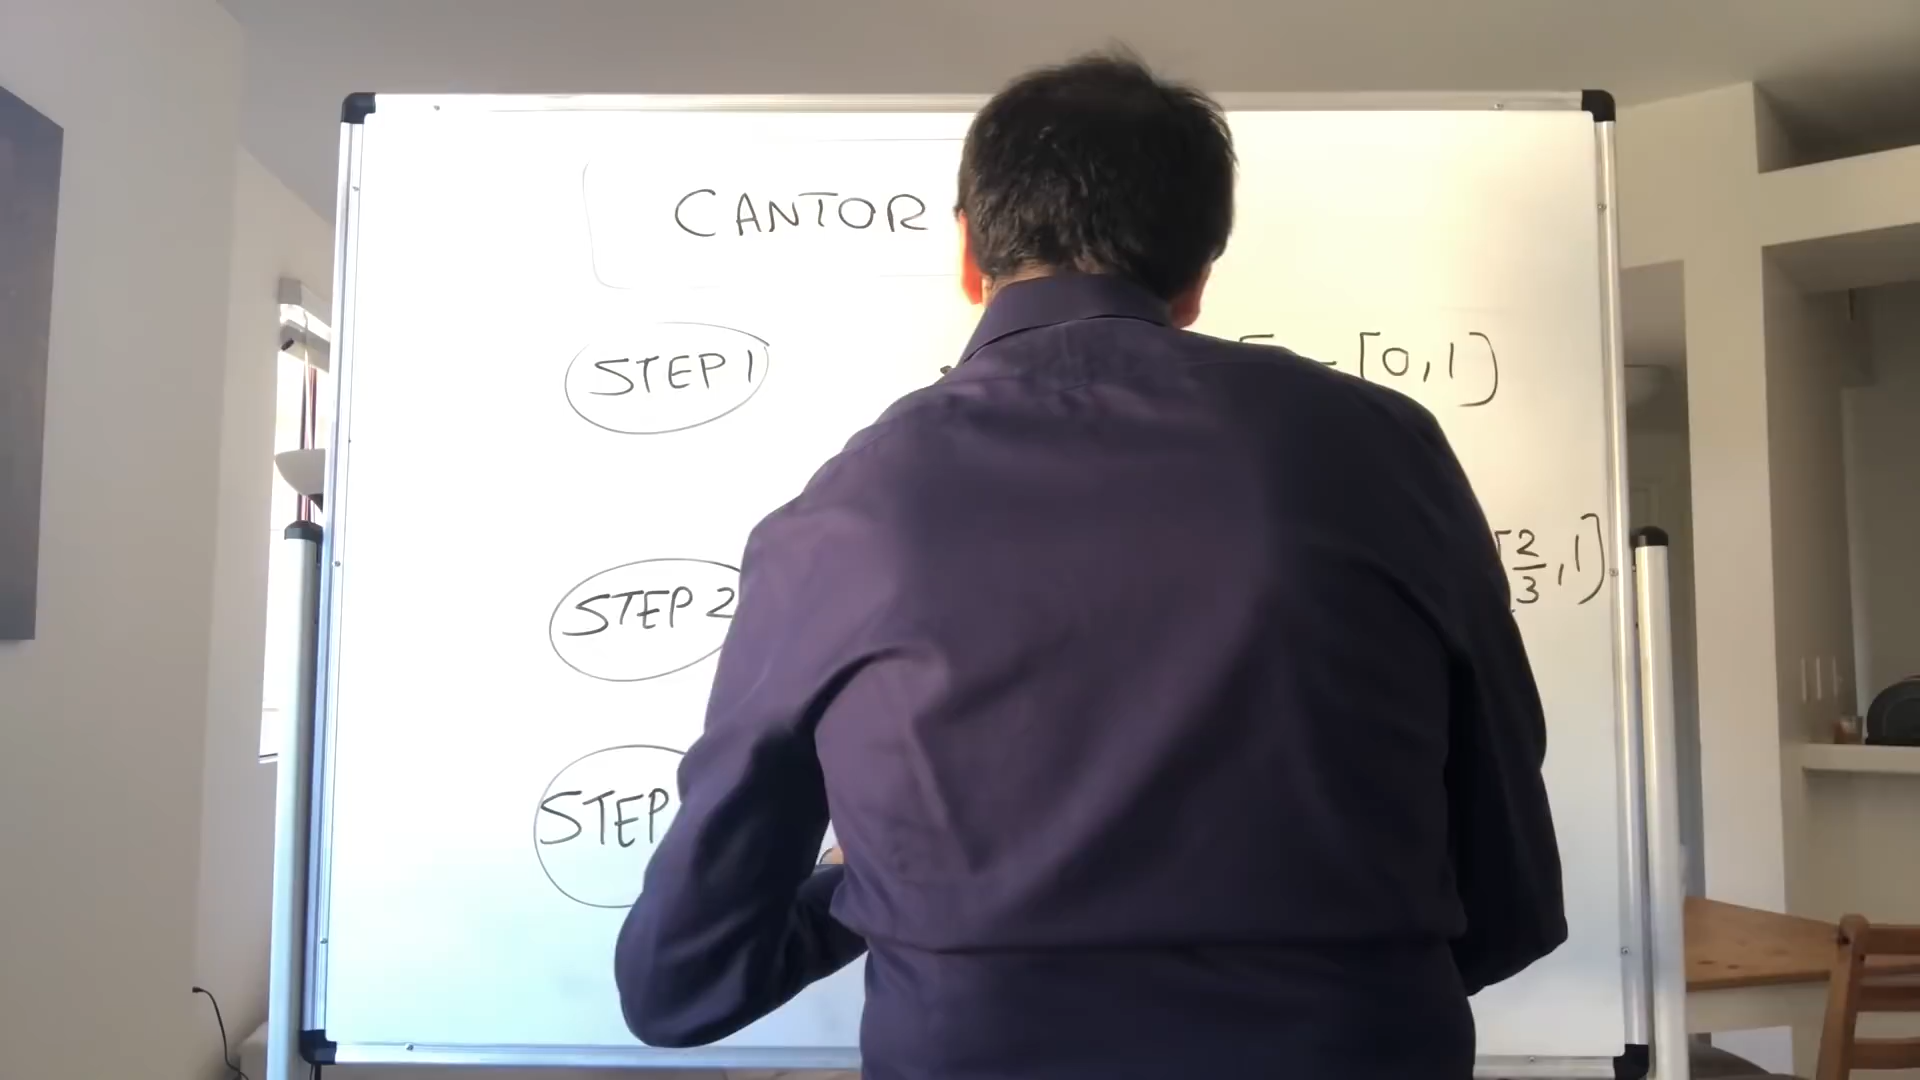 CANTOR
STEP 1
[0,1]
STEP 2
[2/3,1]
STEP